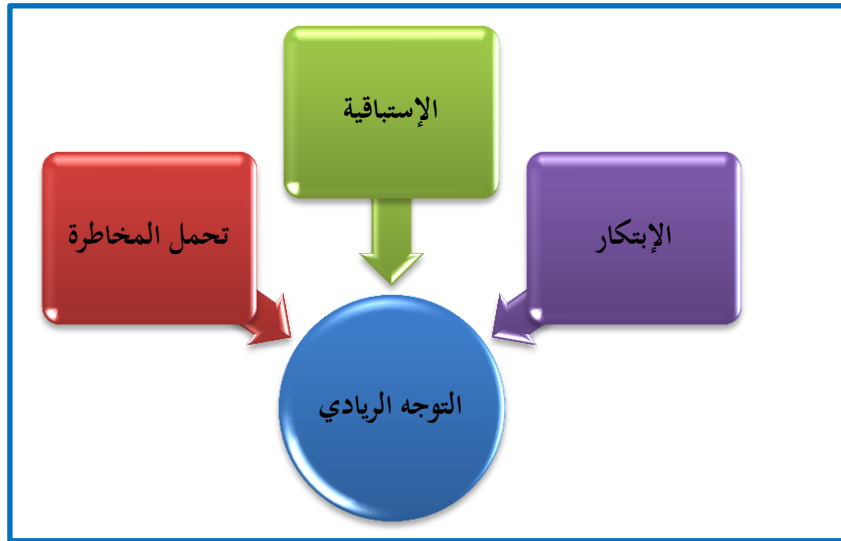 الإستباقية
الإبتكار
تحمل المخاطرة
التوجه الريادي